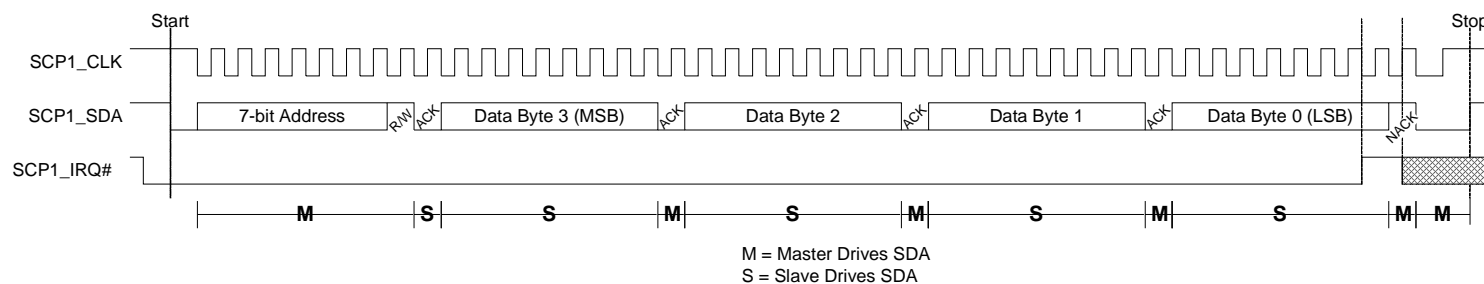 Start Stop
SCP1_CLK
SCP1_SDA 7-bit Address R/W ACK Data Byte 3 (MSB) ACK Data Byte 2 ACK Data Byte 1 ACK Data Byte 0 (LSB) NACK
SCP1_IRQ#
M S S M S M S M S M M
M = Master Drives SDA
S = Slave Drives SDA